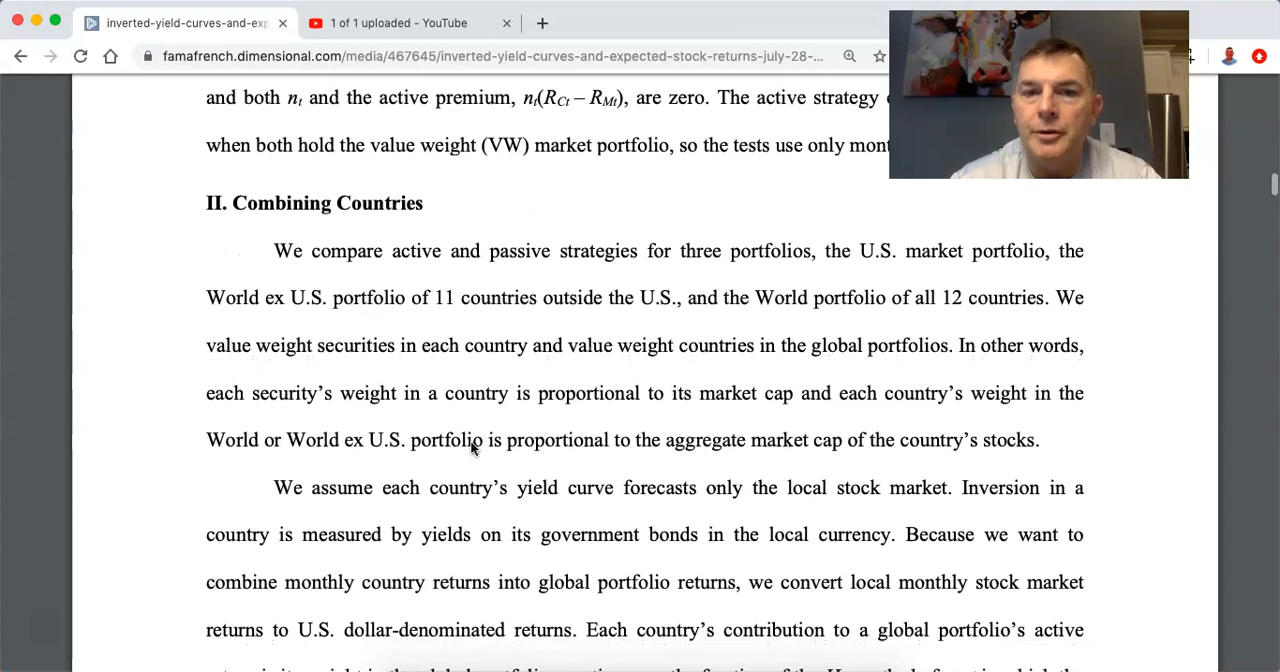 inverted-yield-curves-and-exp
1 of 1 uploaded - YouTube
famafrench.dimensional.com/media/467645/inverted-yield-curves-and-expected-stock-returns-july-28-...
and both nt and the active premium, nt(RCt – RMt), are zero. The active strategy
when both hold the value weight (VW) market portfolio, so the tests use only mont
II. Combining Countries
We compare active and passive strategies for three portfolios, the U.S. market portfolio, the
World ex U.S. portfolio of 11 countries outside the U.S., and the World portfolio of all 12 countries. We
value weight securities in each country and value weight countries in the global portfolios. In other words,
each security's weight in a country is proportional to its market cap and each country's weight in the
World or World ex U.S. portfolio is proportional to the aggregate market cap of the country's stocks.
We assume each country's yield curve forecasts only the local stock market. Inversion in a
country is measured by yields on its government bonds in the local currency. Because we want to
combine monthly country returns into global portfolio returns, we convert local monthly stock market
returns to U.S. dollar-denominated returns. Each country's contribution to a global portfolio's active